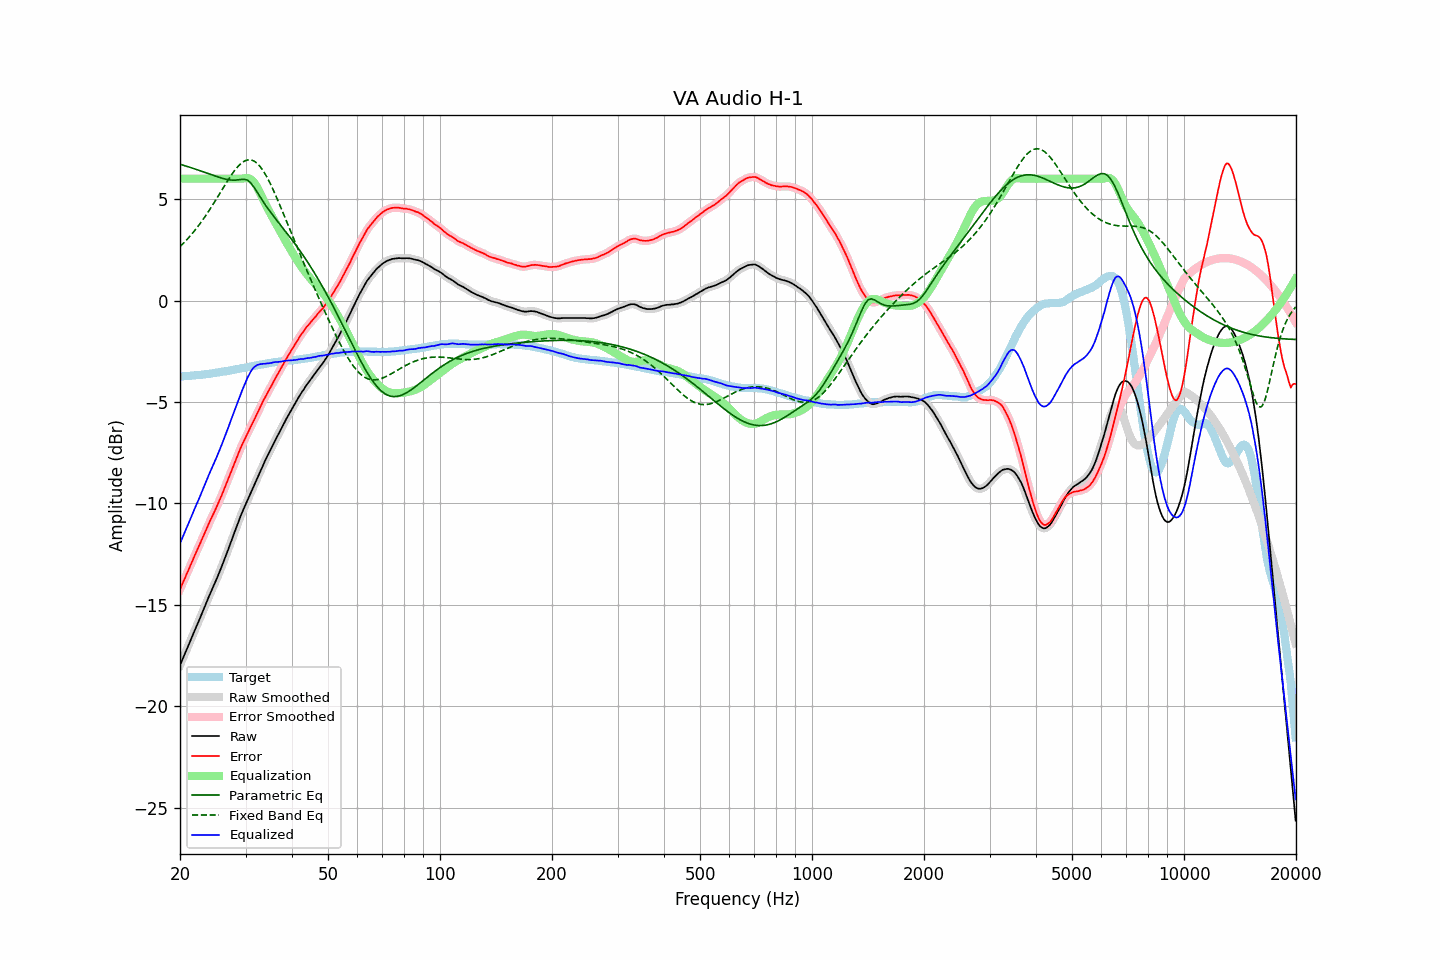 VA Audio H-1
Amplitude (dBr)
5
0
−5
−10
−15
−20
−25
Target
Raw Smoothed
Error Smoothed
Raw
Error
Equalization
Parametric Eq
Fixed Band Eq
Equalized
20 50 100 200 500 1000 2000 5000 10000 20000
Frequency (Hz)